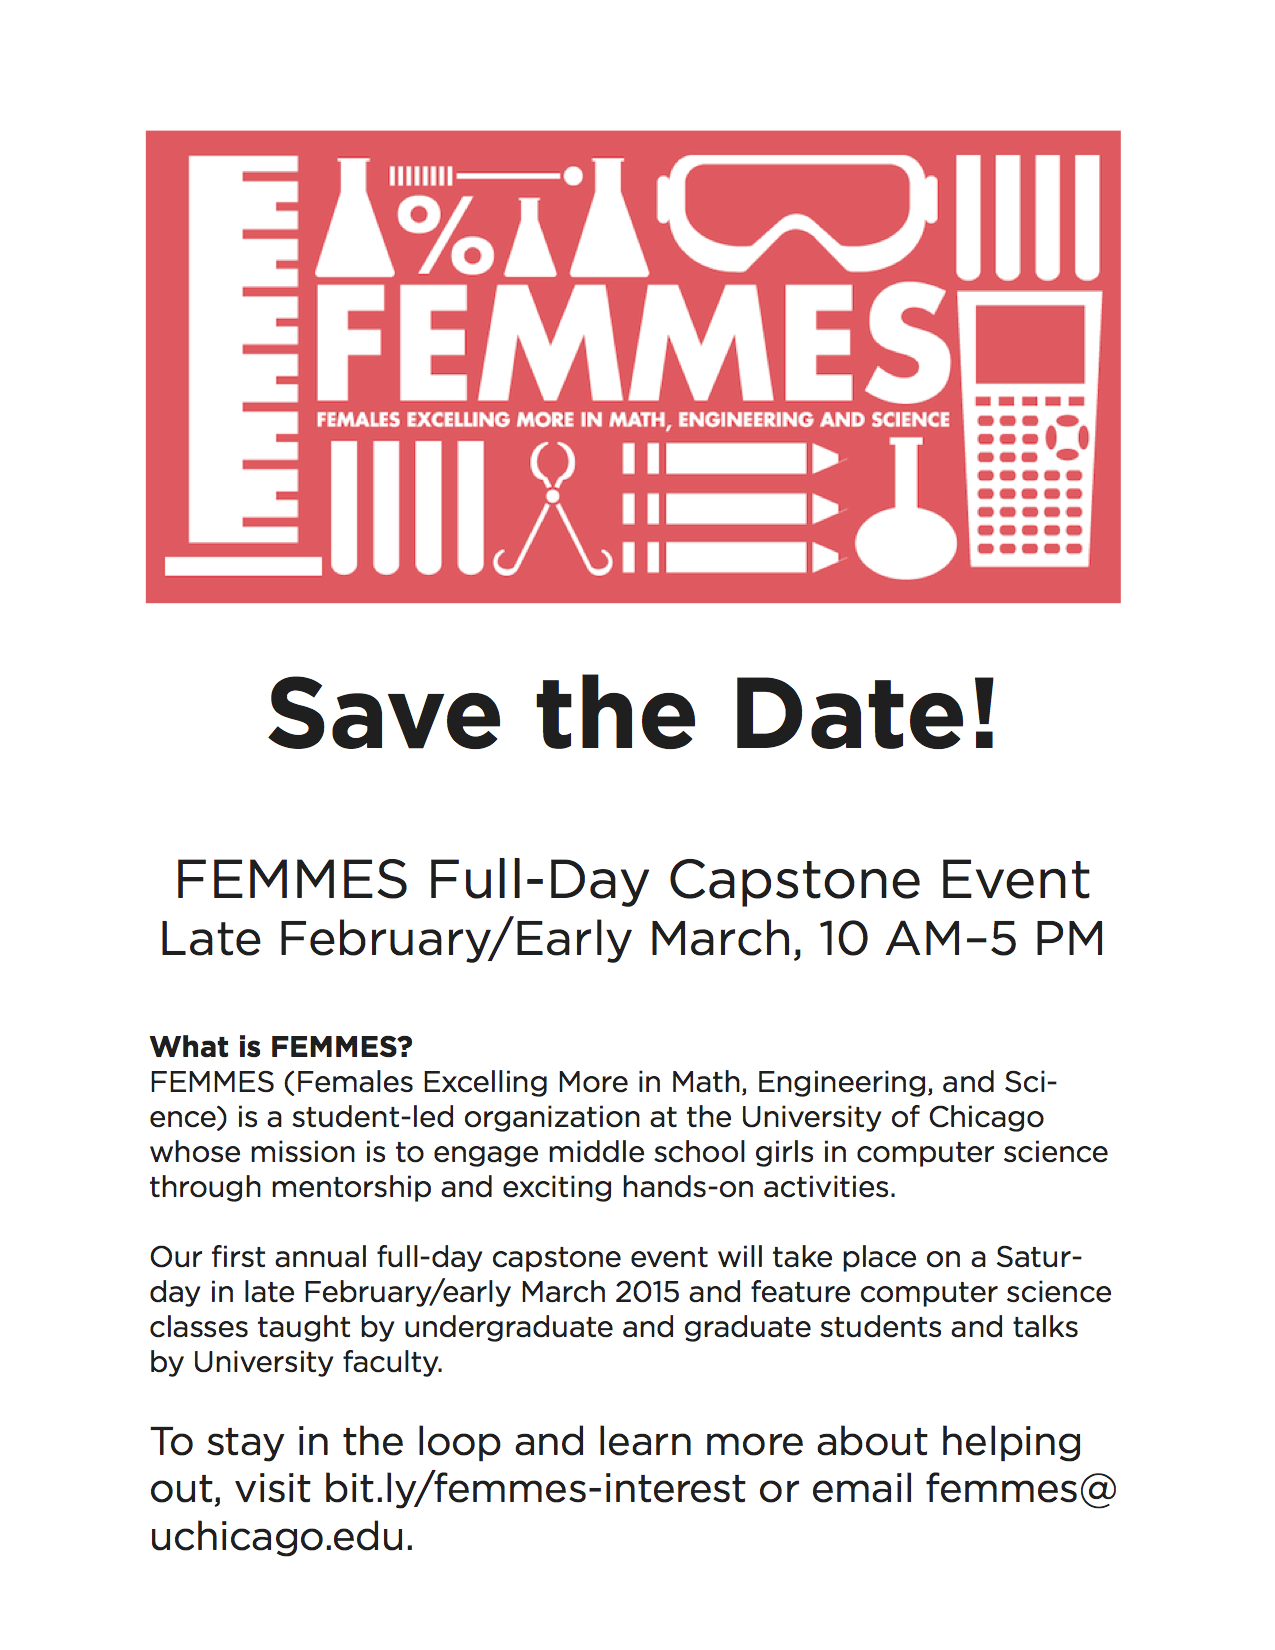 %
FEMMES
FEMALES EXCELLING MORE IN MATH, ENGINEERING AND SCIENCE
Save the Date!
FEMMES Full-Day Capstone Event
Late February/Early March, 10 AM–5 PM
What is FEMMES?
FEMMES (Females Excelling More in Math, Engineering, and Sci-
ence) is a student-led organization at the University of Chicago
whose mission is to engage middle school girls in computer science
through mentorship and exciting hands-on activities.
Our first annual full-day capstone event will take place on a Satur-
day in late February/early March 2015 and feature computer science
classes taught by undergraduate and graduate students and talks
by University faculty.
To stay in the loop and learn more about helping
out, visit bit.ly/femmes-interest or email femmes@
uchicago.edu.